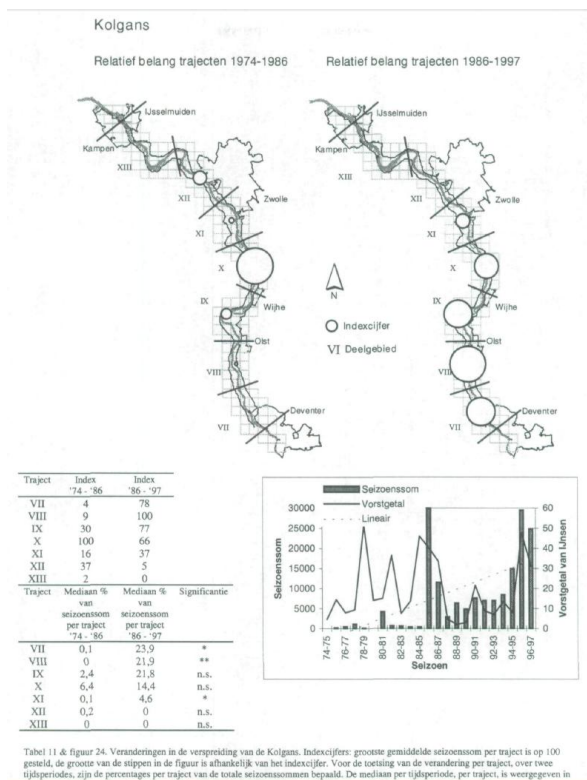 Kolgans
Relatief belang trajecten 1974-1986
Relatief belang trajecten 1986-1997
IJsselmuiden
Kampen
XIII
XII
Zwolle
XI
X
IX
Wijhe
Olst
VIII
Deventer
VII
N
Indexcijfer
VI Deelgebied
IJsselmuiden
Kampen
XIII
XII
Zwolle
XI
X
IX
Wijhe
Olst
VIII
Deventer
VII
Traject Index Index
'74 - '86 '86 - '97
VII 4 78
VIII 9 100
IX 30 77
X 100 66
XI 16 37
XII 37 5
XIII 2 0
Traject Mediaan % Mediaan % Significantie
van van
seizoenssom seizoenssom
per traject per traject
'74 - '86 '86 - '97
VII 0,1 23,9 *
VIII 0 21,9 **
IX 2,4 21,8 n.s.
X 6,4 14,4 n.s.
XI 0,1 4,6 *
XII 0,2 0 n.s.
XIII 0 0 n.s.
Seizoenssom
Vorstgetal
Lineair
Seizoenssom
30000
25000
20000
15000
10000
5000
0
60
50
40
30
20
10
0
Vorstgetal van IJnsen
74-75
76-77
78-79
80-81
82-83
84-85
86-87
88-89
90-91
92-93
94-95
96-97
Seizoen
Tabel 11 & figuur 24. Veranderingen in de verspreiding van de Kolgans. Indexcijfers: grootste gemiddelde seizoenssom per traject is op 100
gesteld, de grootte van de stippen in de figuur is afhankelijk van het indexcijfer. Voor de toetsing van de verandering per traject, over twee
tijdsperiodes, zijn de percentages per traject van de totale seizoenssommen bepaald. De mediaan per tijdsperiode, per traject, is weergegeven in